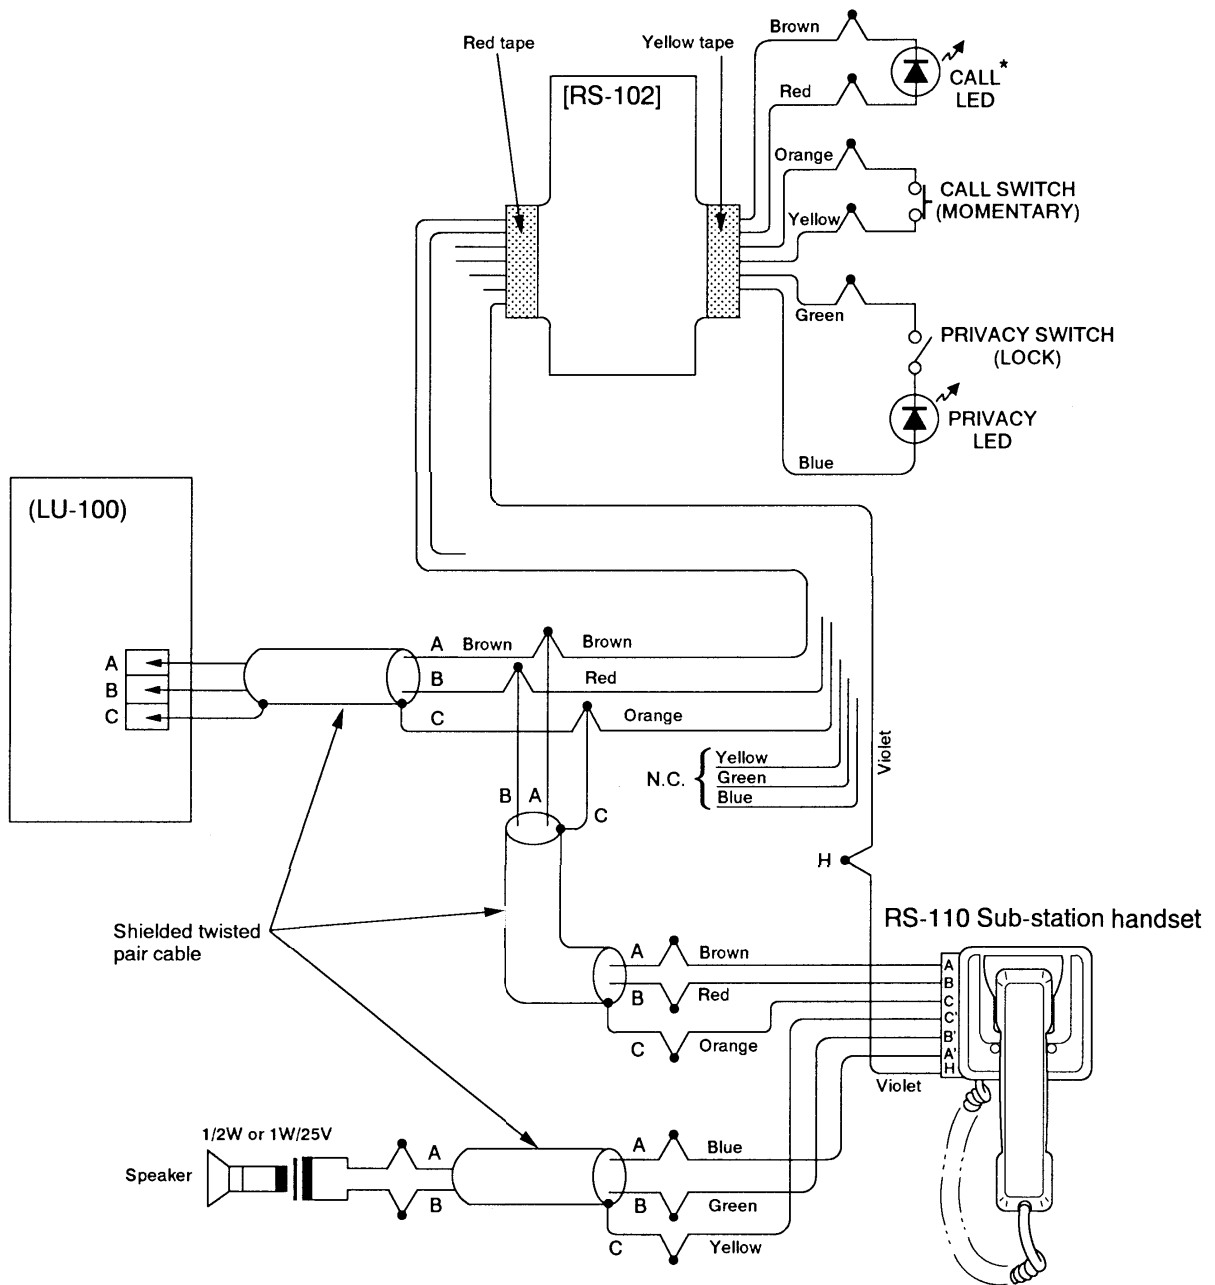 Red tape
Yellow tape
Brown
[RS-102]
CALL*
LED
Red
Orange
CALL SWITCH
(MOMENTARY)
Yellow
Green
PRIVACY SWITCH
(LOCK)
PRIVACY
LED
Blue
(LU-100)
A
B
C
A Brown Brown
B Red
C Orange
Violet
N.C.
Yellow
Green
Blue
B A C
H
Shielded twisted
pair cable
RS-110 Sub-station handset
A Brown
B Red
C Orange
A
B
C
C'
B'
A'
H
Violet
1/2W or 1W/25V
Speaker
A
B
A Blue
B Green
C Yellow